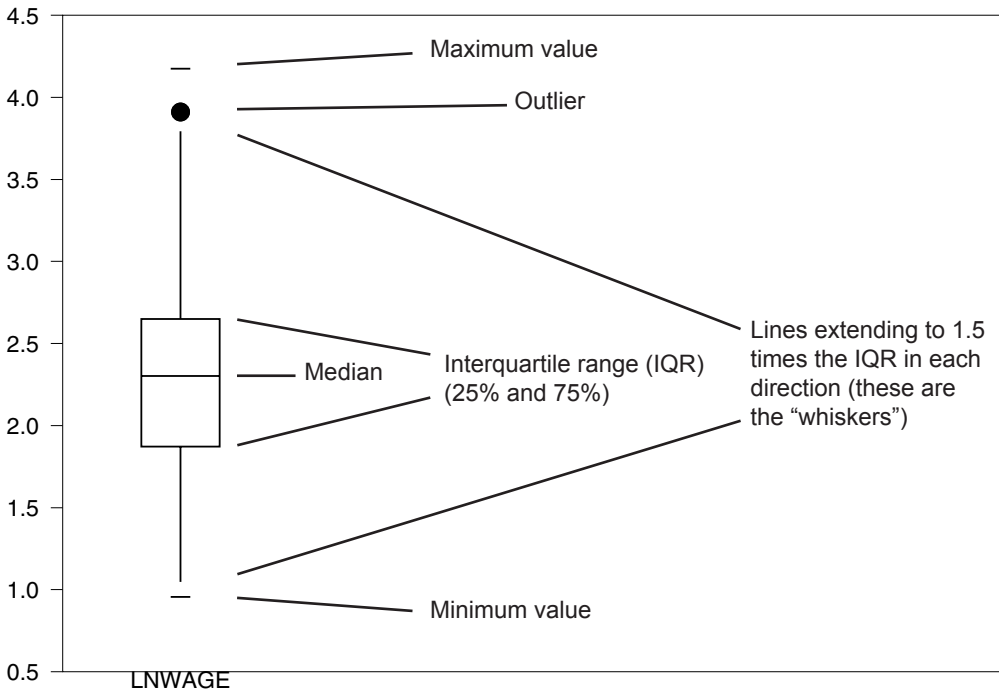 4.5
Maximum value
4.0
Outlier
3.5
3.0
2.5
Lines extending to 1.5
times the IQR in each
direction (these are
the “whiskers”)
Interquartile range (IQR)
(25% and 75%)
Median
2.0
1.5
1.0
Minimum value
0.5
LNWAGE